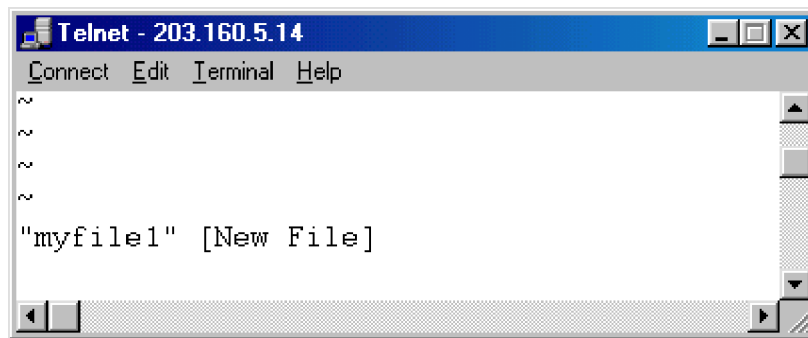 Telnet - 203.160.5.14
Connect Edit Terminal Help
~
~
~
~
"myfile1" [New File]